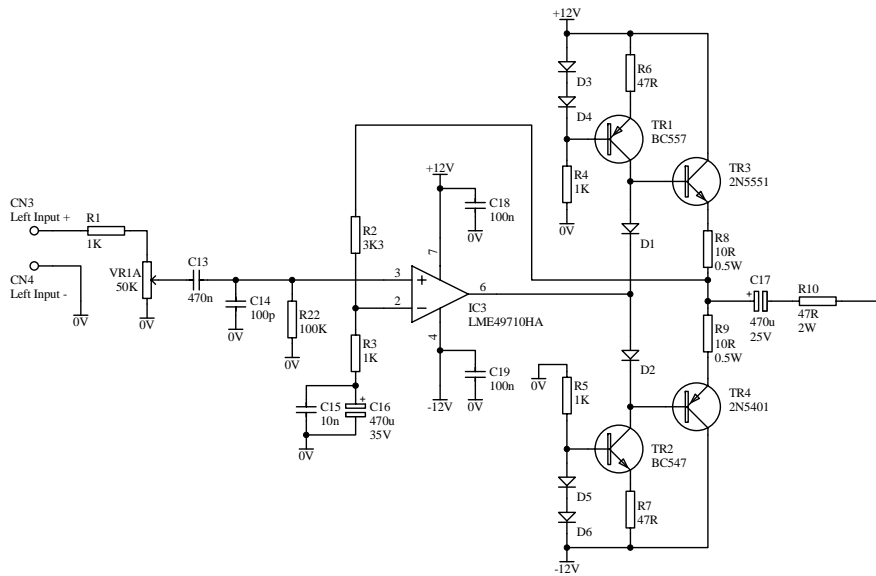 +12V
D3
D4
R6
47R
TR1
BC557
R4
1K
0V
TR3
2N5551
+12V
C18
100n
0V
CN3
Left Input +
R1
1K
R2
3K3
D1
R8
10R
0.5W
CN4
Left Input -
0V
VR1A
50K
0V
C13
470n
C14
100p
0V
R22
100K
0V
3
2
7
4
6
IC3
LME49710HA
C17
+
470u
25V
R10
47R
2W
R3
1K
C15
10n
0V
+
C16
470u
35V
C19
100n
0V
-12V
0V
R5
1K
D2
R9
10R
0.5W
TR4
2N5401
TR2
BC547
D5
D6
R7
47R
-12V